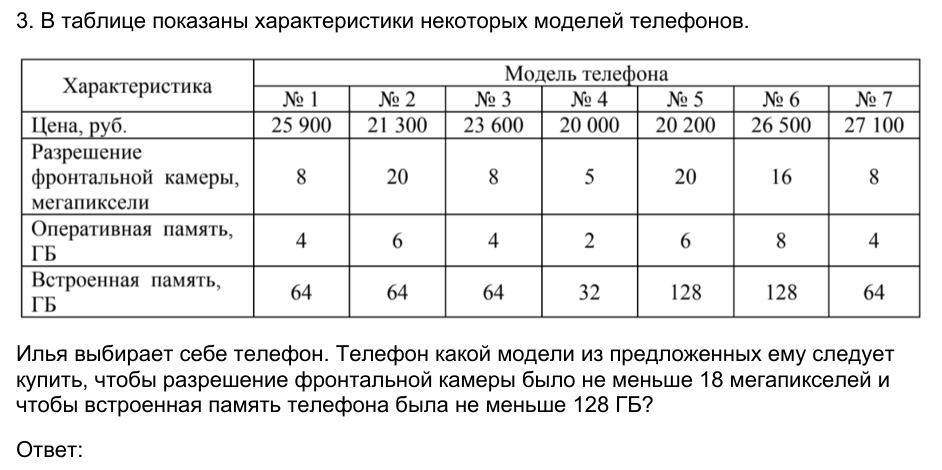 3. В таблице показаны характеристики некоторых моделей телефонов.
Характеристика
Модель телефона
№ 1 № 2 № 3 № 4 № 5 № 6 № 7
Цена, руб. 25 900 21 300 23 600 20 000 20 200 26 500 27 100
Разрешение
фронтальной камеры, 8 20 8 5 20 16 8
мегапиксели
Оперативная память,
ГБ 4 6 4 2 6 8 4
Встроенная память,
ГБ 64 64 64 32 128 128 64
Илья выбирает себе телефон. Телефон какой модели из предложенных ему следует
купить, чтобы разрешение фронтальной камеры было не меньше 18 мегапикселей и
чтобы встроенная память телефона была не меньше 128 ГБ?
Ответ: